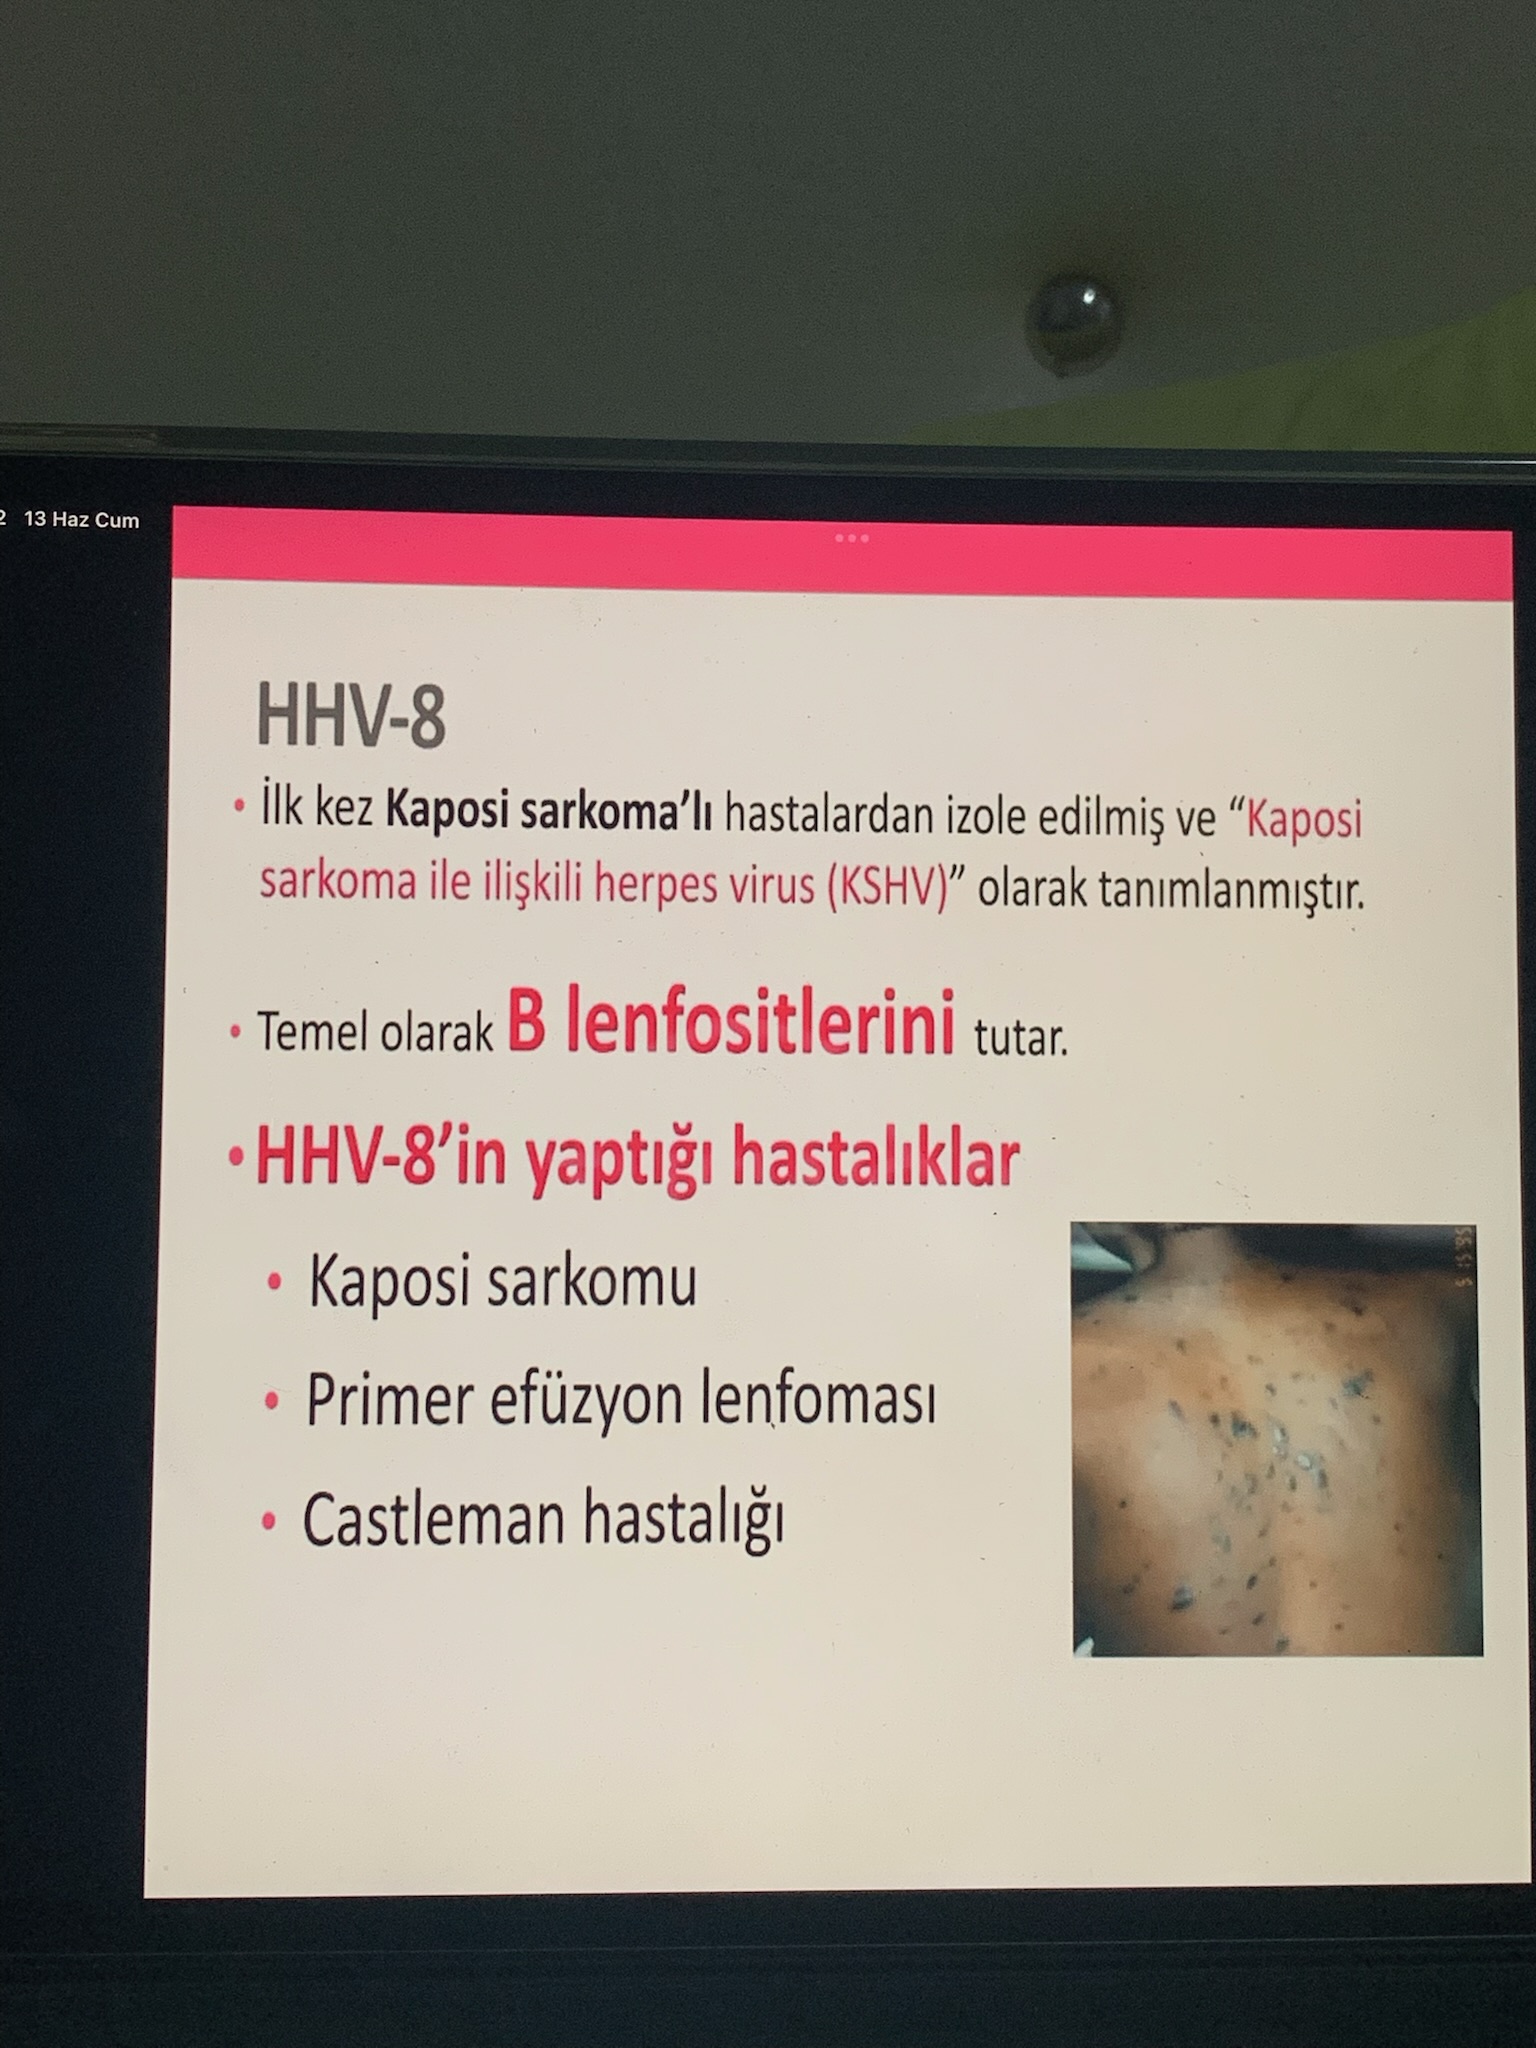 2 13 Haz Cum
HHV-8
• İlk kez Kaposi sarkoma’lı hastalardan izole edilmiş ve “Kaposi
sarkoma ile ilişkili herpes virus (KSHV)” olarak tanımlanmıştır.
• Temel olarak B lenfositlerini tutar.
• HHV-8’in yaptığı hastalıklar
• Kaposi sarkomu
• Primer efüzyon lenfoması
• Castleman hastalığı